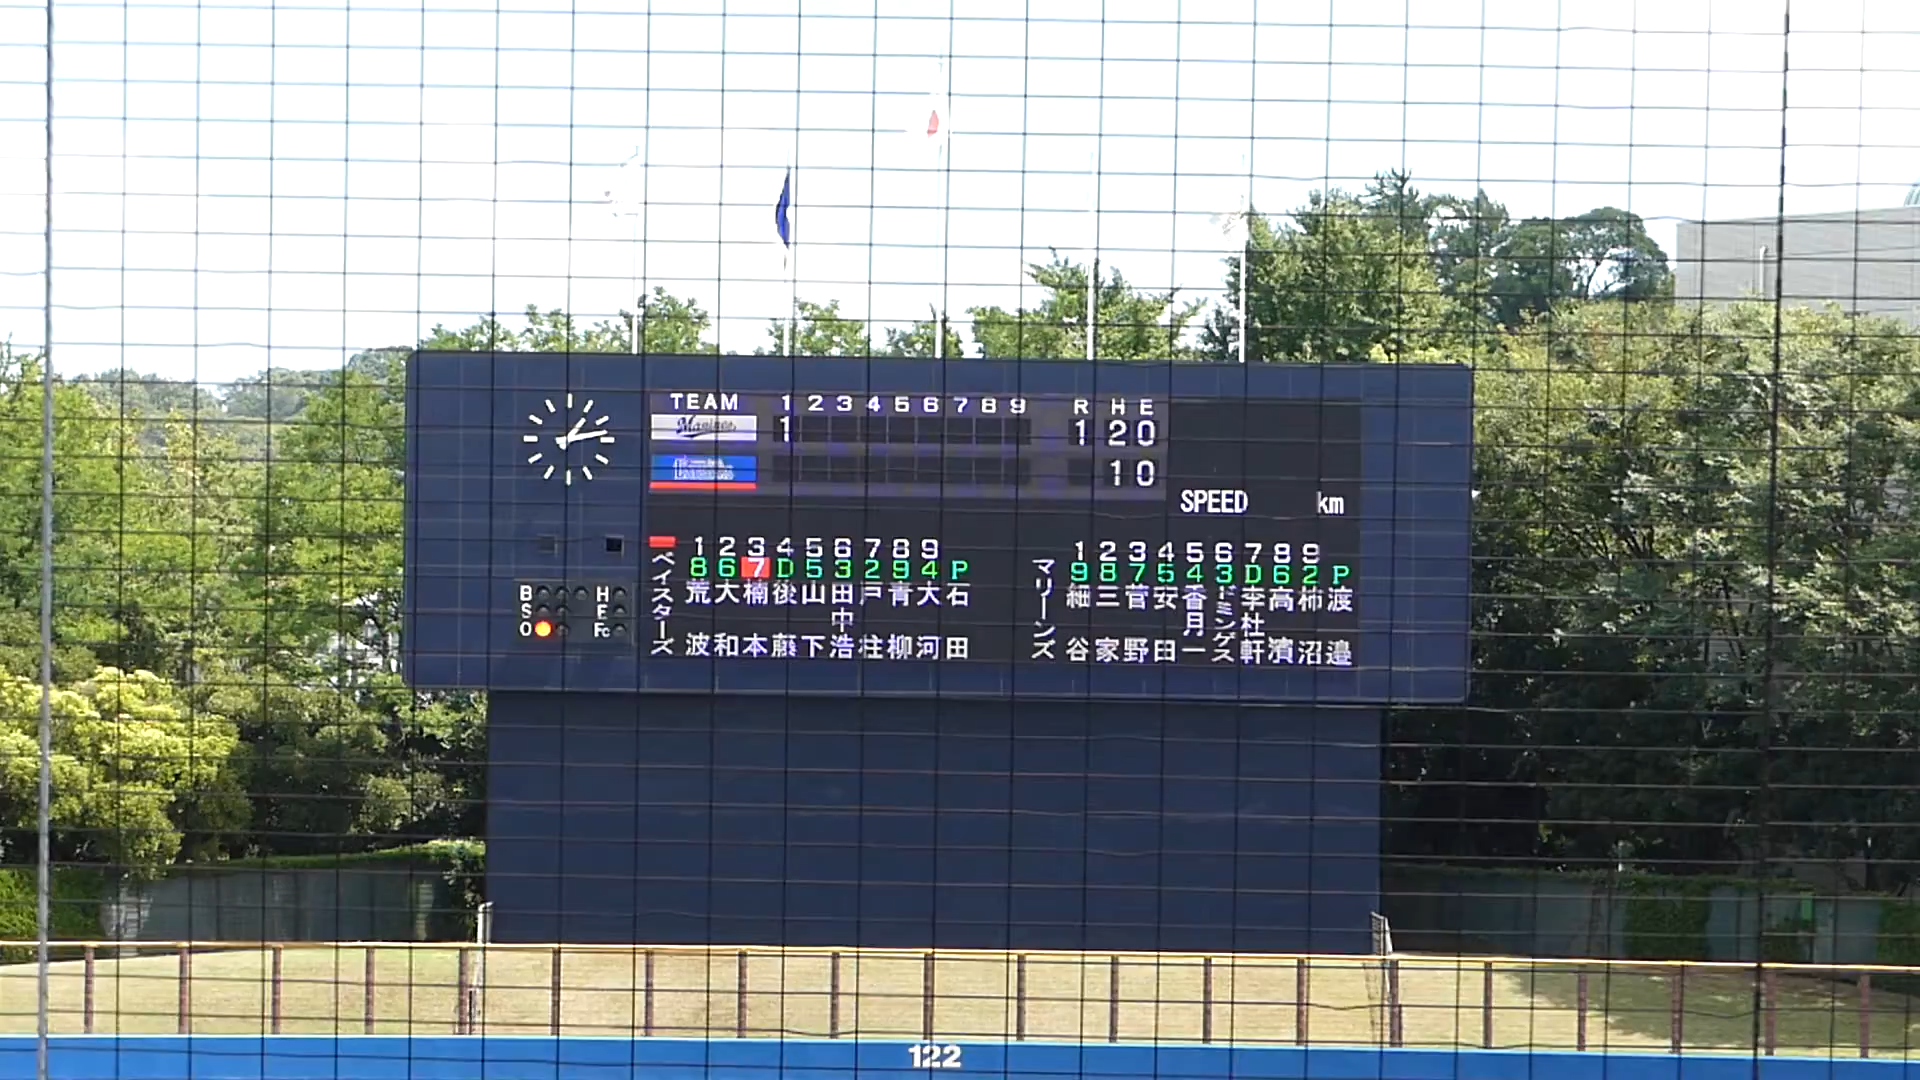 TEAM 1 2 3 4 5 6 7 8 9 R H E
Marines 1 1 2 0
1 0
SPEED km
1 2 3 4 5 6 7 8 9
8 6 7 D 5 3 2 9 4 P
ベイスターズ
荒波
大和
楠本
後藤
山下
田中浩
戸柱
青柳
大河
石田
1 2 3 4 5 6 7 8 9
9 8 7 5 4 3 D 6 2 P
マリーンズ
細谷
三家
菅野
安田
香月一
ドミンゲス
李杜軒
高濱
柿沼
渡邉
B H
S E
O Fc
122